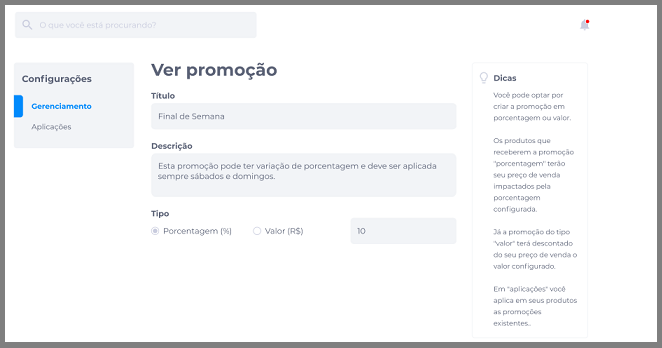 O que você está procurando?
Configurações
Gerenciamento
Aplicações
Ver promoção
Título
Final de Semana
Descrição
Esta promoção pode ter variação de porcentagem e deve ser aplicada
sempre sábados e domingos.
Tipo
Porcentagem (%)
Valor (R$)
10
Dicas
Você pode optar por
criar a promoção em
porcentagem ou valor.
Os produtos que
receberem a promoção
"porcentagem" terão
seu preço de venda
impactados pela
porcentagem
configurada.
Já a promoção do tipo
"valor" terá descontado
do seu preço de venda o
valor configurado.
Em "aplicações" você
aplica em seus produtos
as promoções
existentes..